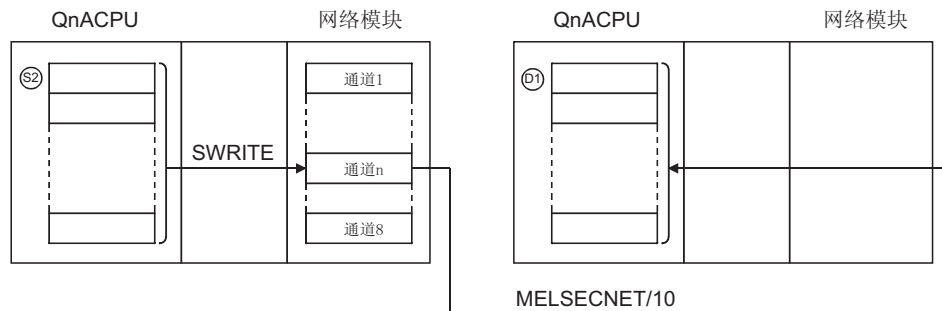 QnACPU 网络模块 QnACPU 网络模块
S2 通道1 D1
SWRITE 通道n
通道8
MELSECNET/10